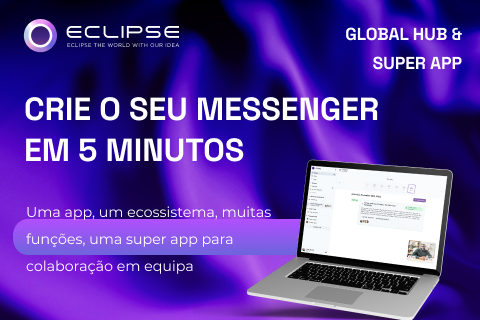 ECLIPSE
ECLIPSE THE WORLD WITH OUR IDEA
GLOBAL HUB &
SUPER APP
CRIE O SEU MESSENGER
EM 5 MINUTOS
Uma app, um ecossistema, muitas
funções, uma super app para
colaboração em equipa